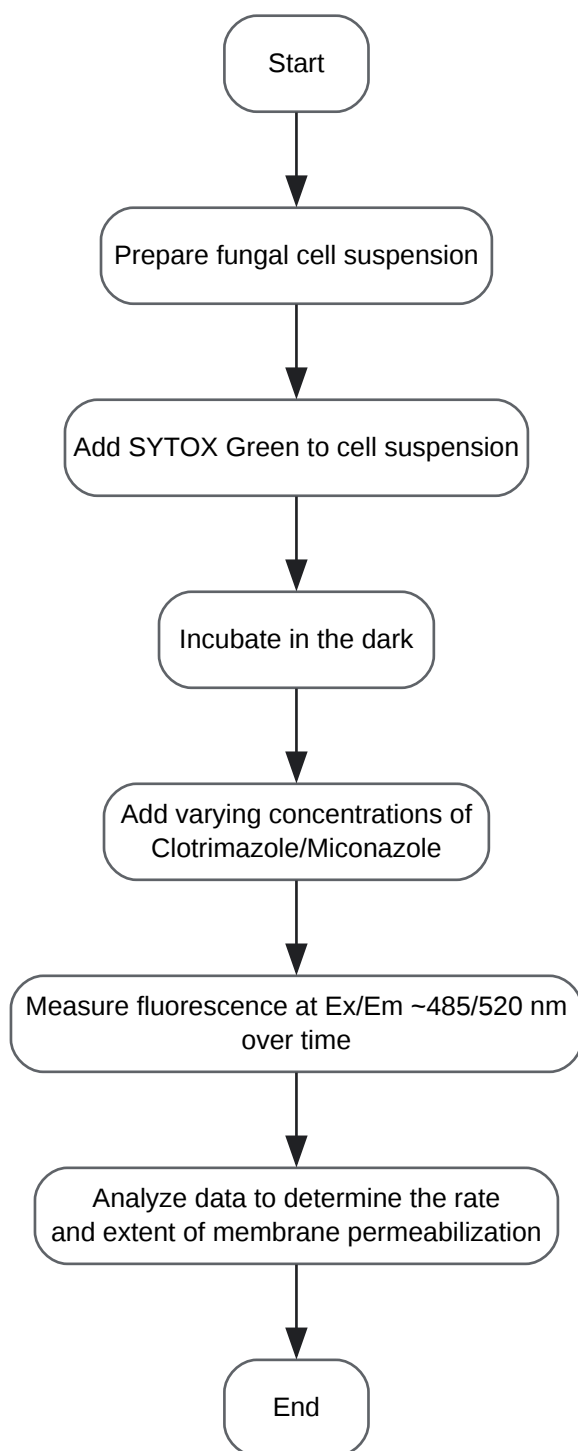 Start
Prepare fungal cell suspension
Add SYTOX Green to cell suspension
Incubate in the dark
Add varying concentrations of
Clotrimazole/Miconazole
Measure fluorescence at Ex/Em ~485/520 nm
over time
Analyze data to determine the rate
and extent of membrane permeabilization
End